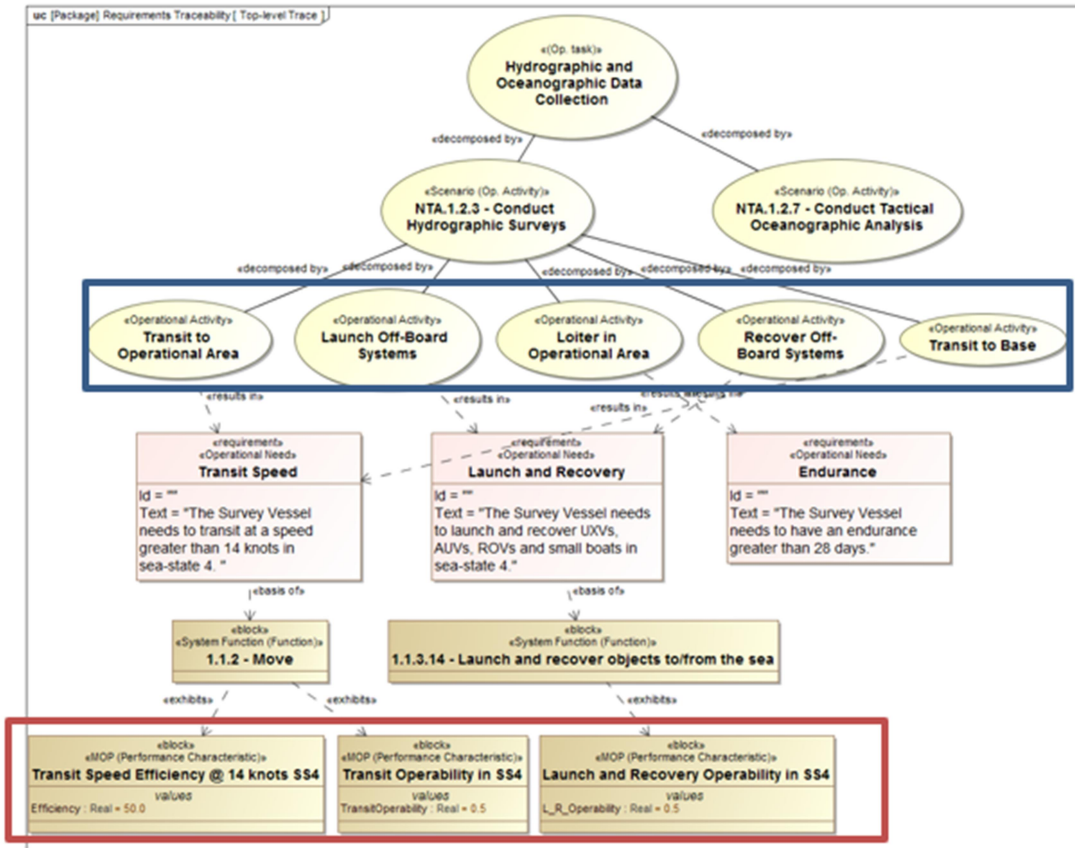 uc [Package] Requirements Traceability [ Top-level Trace ]
«(Op. task)»
Hydrographic and
Oceanographic Data
Collection
«decomposed by»
«decomposed by»
«Scenario (Op. Activity)»
NTA.1.2.3 - Conduct
Hydrographic Surveys
«Scenario (Op. Activity)»
NTA.1.2.7 - Conduct Tactical
Oceanographic Analysis
«decomposed by»
«decomposed by»
«decomposed by»
«decomposed by»
«decomposed by»
«Operational Activity»
Transit to
Operational Area
«Operational Activity»
Launch Off-Board
Systems
«Operational Activity»
Loiter in
Operational Area
«Operational Activity»
Recover Off-
Board Systems
«Operational Activity»
Transit to Base
«results in»
«results in»
«results in»
«requirement»
«Operational Need»
Transit Speed
Id = ""
Text = "The Survey Vessel
needs to transit at a speed
greater than 14 knots in
sea-state 4. "
«requirement»
«Operational Need»
Launch and Recovery
Id = ""
Text = "The Survey Vessel needs
to launch and recover UXVs,
AUVs, ROVs and small boats in
sea-state 4."
«requirement»
«Operational Need»
Endurance
Id = ""
Text = "The Survey Vessel
needs to have an endurance
greater than 28 days."
«basis of»
«basis of»
«block»
«System Function (Function)»
1.1.2 - Move
«block»
«System Function (Function)»
1.1.3.14 - Launch and recover objects to/from the sea
«exhibits»
«exhibits»
«exhibits»
«block»
«MOP (Performance Characteristic)»
Transit Speed Efficiency @ 14 knots SS4
values
Efficiency : Real = 50.0
«block»
«MOP (Performance Characteristic)»
Transit Operability in SS4
values
TransitOperability : Real = 0.5
«block»
«MOP (Performance Characteristic)»
Launch and Recovery Operability in SS4
values
L_R_Operability : Real = 0.5